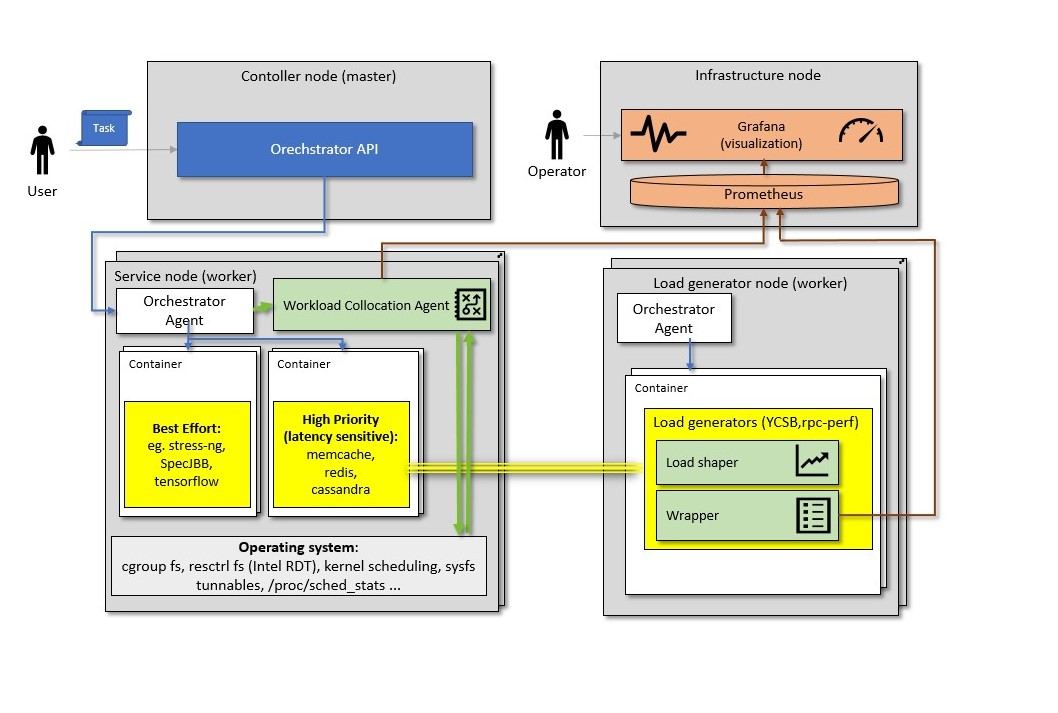 Contoller node (master)
Task
Orechstrator API
User
Infrastructure node
Grafana
(visualization)
Operator
Prometheus
Service node (worker)
Orchestrator
Agent
Workload Collocation Agent
Container
Best Effort:
eg. stress-ng,
SpecJBB,
tensorflow
Container
High Priority
(latency sensitive):
memcache,
redis,
cassandra
Operating system:
cgroup fs, resctrl fs (Intel RDT), kernel scheduling, sysfs
tunnables, /proc/sched_stats ...
Load generator node (worker)
Orchestrator
Agent
Container
Load generators (YCSB,rpc-perf)
Load shaper
Wrapper